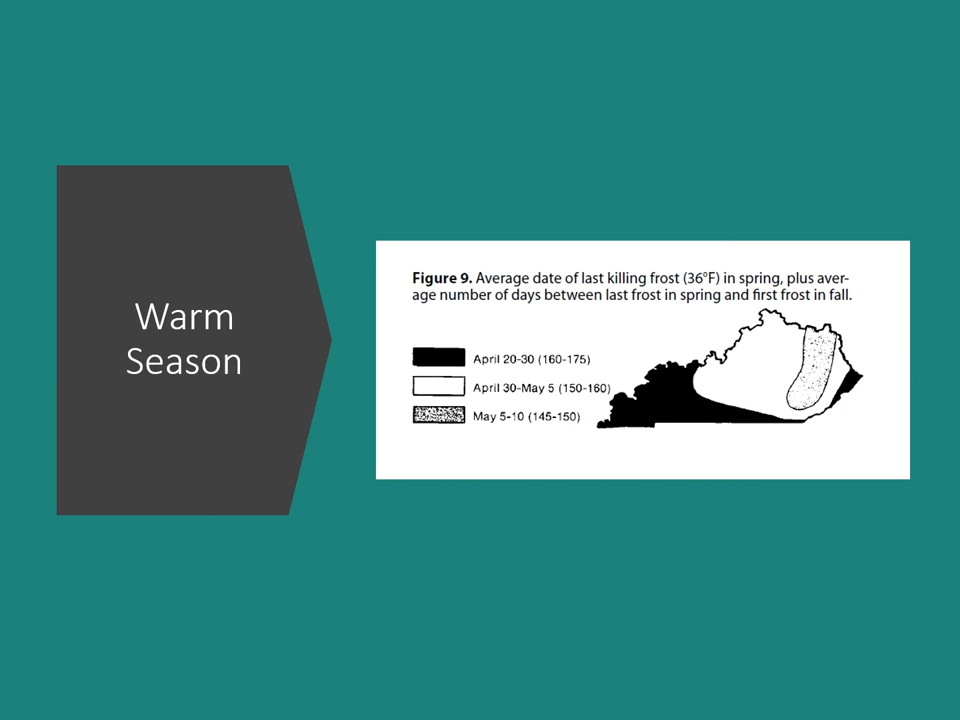 Warm
Season
Figure 9. Average date of last killing frost (36°F) in spring, plus aver-
age number of days between last frost in spring and first frost in fall.
April 20-30 (160-175)
April 30-May 5 (150-160)
May 5-10 (145-150)